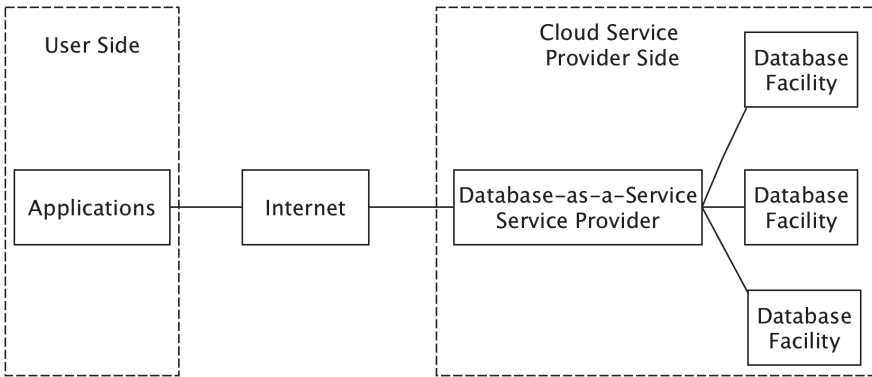 User Side
Applications
Internet
Cloud Service
Provider Side
Database-as-a-Service
Service Provider
Database
Facility
Database
Facility
Database
Facility